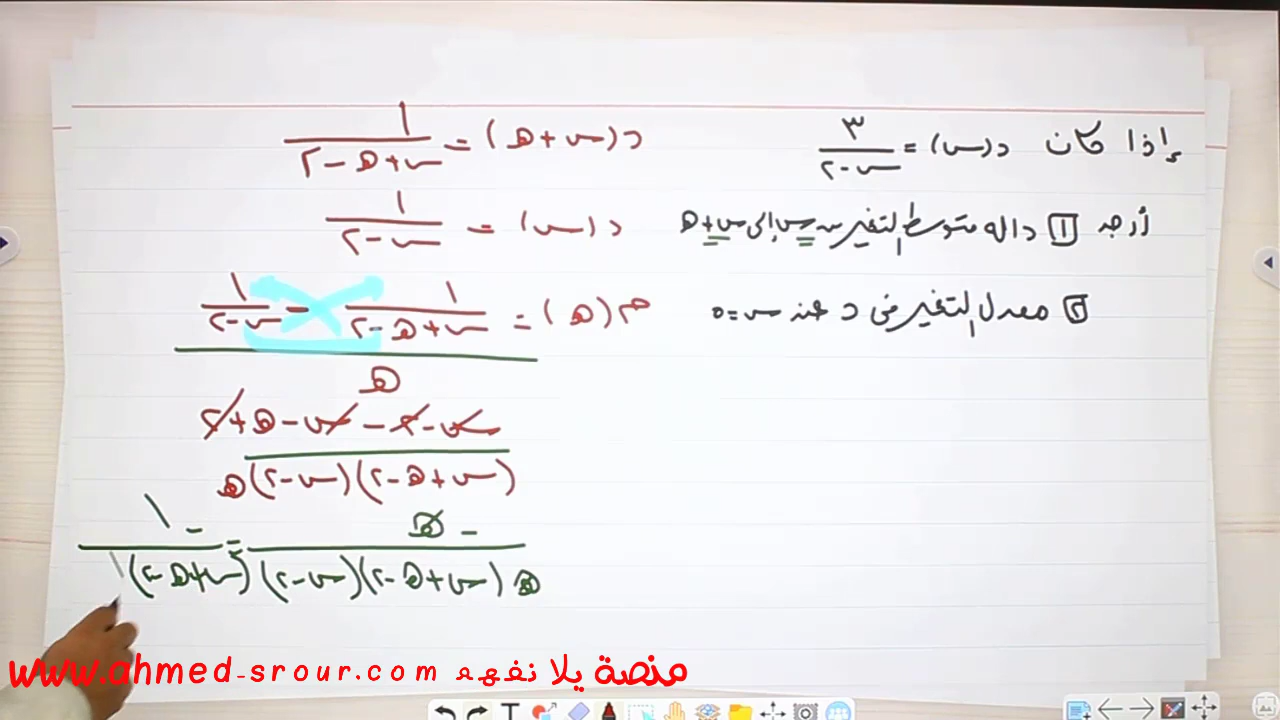 إذا كان د(س) = ٣ / (س - ٢)
أوجد [١] دالة متوسط التغير من س إلى س + هـ
[٢] معدل التغير فى د عند س = ٥
د(س + هـ) = ١ / (س + هـ - ٢)
د(س) = ١ / (س - ٢)
م(هـ) = (١ / (س + هـ - ٢) - ١ / (س - ٢)) / هـ
(س - ٢ - س - هـ + ٢) / (س + هـ - ٢)(س - ٢) هـ
- هـ / هـ (س + هـ - ٢)(س - ٢) = - ١ / (س + هـ - ٢)
www.ahmed-srour.com منصة يلا نفهم
T